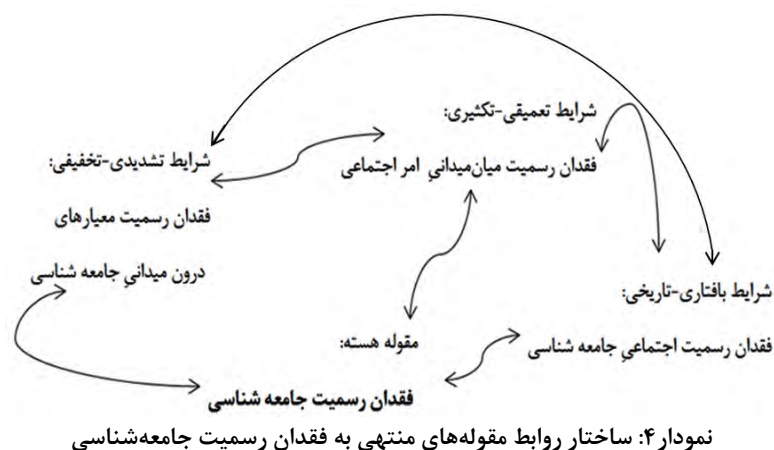 شرایط تعمیقی-تکثیری:
فقدان رسمیت میان‌میدانیِ امر اجتماعی
شرایط تشدیدی-تخفیفی:
فقدان رسمیت معیارهای
درون میدانیِ جامعه شناسی
شرایط بافتاری-تاریخی:
فقدان رسمیت اجتماعیِ جامعه شناسی
مقوله هسته:
فقدان رسمیت جامعه شناسی
نمودار۴: ساختار روابط مقوله‌های منتهی به فقدان رسمیت جامعه‌شناسی